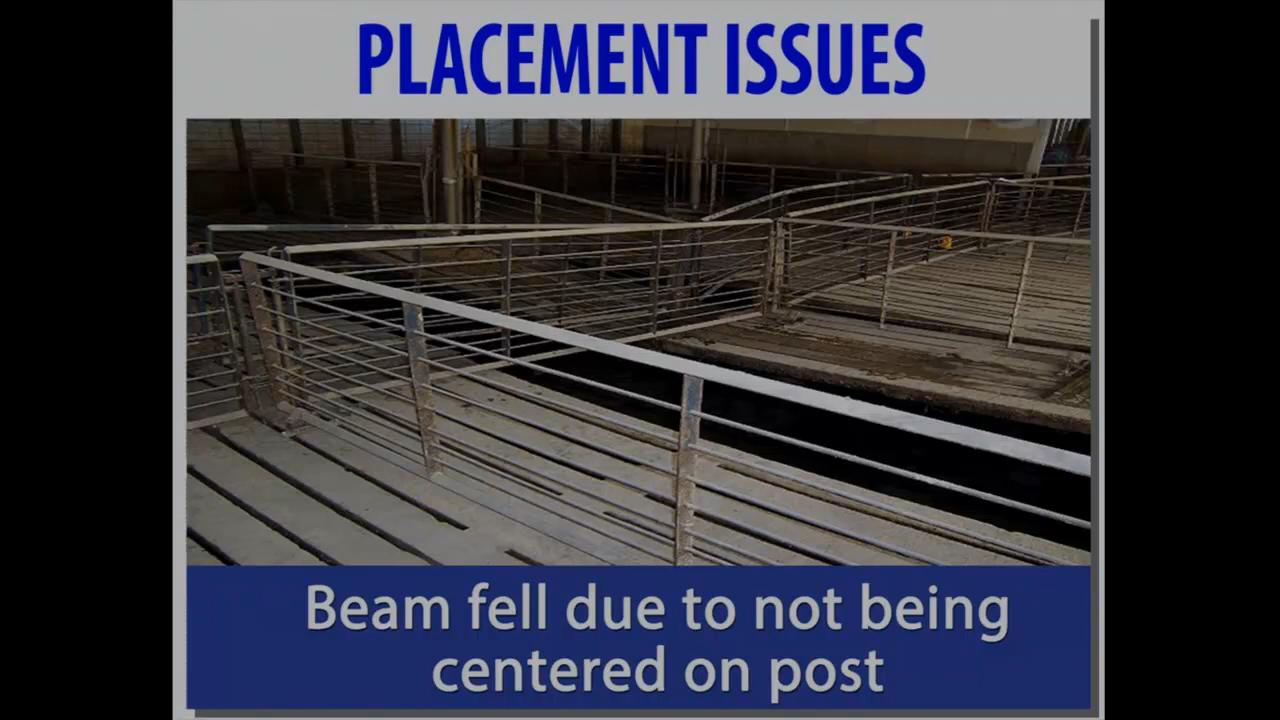 PLACEMENT ISSUES
Beam fell due to not being
centered on post